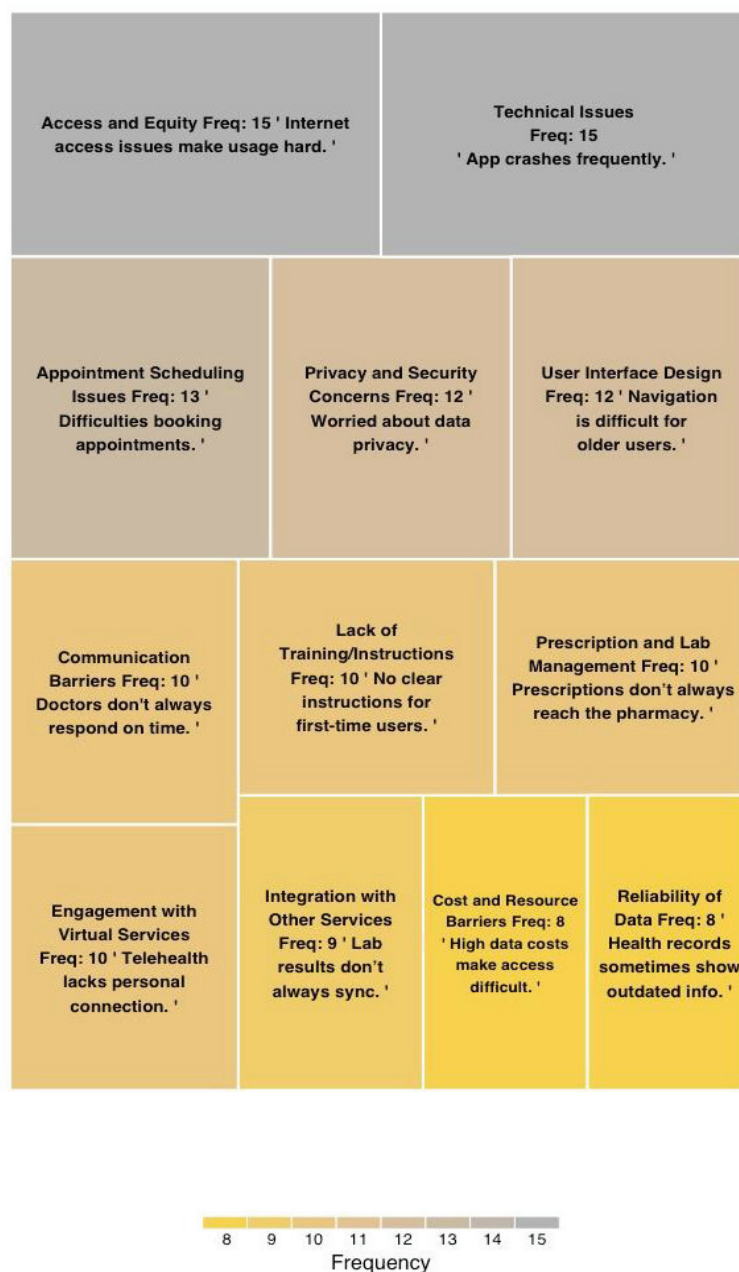 Access and Equity Freq: 15 ' Internet
access issues make usage hard. '
Technical Issues
Freq: 15
' App crashes frequently. '
Appointment Scheduling
Issues Freq: 13 '
Difficulties booking
appointments. '
Privacy and Security
Concerns Freq: 12 '
Worried about data
privacy. '
User Interface Design
Freq: 12 ' Navigation
is difficult for
older users. '
Communication
Barriers Freq: 10 '
Doctors don't always
respond on time. '
Lack of
Training/Instructions
Freq: 10 ' No clear
instructions for
first-time users. '
Prescription and Lab
Management Freq: 10 '
Prescriptions don’t always
reach the pharmacy. '
Engagement with
Virtual Services
Freq: 10 ' Telehealth
lacks personal
connection. '
Integration with
Other Services
Freq: 9 ' Lab
results don’t
always sync. '
Cost and Resource
Barriers Freq: 8
' High data costs
make access
difficult. '
Reliability of
Data Freq: 8 '
Health records
sometimes show
outdated info. '
8 9 10 11 12 13 14 15
Frequency